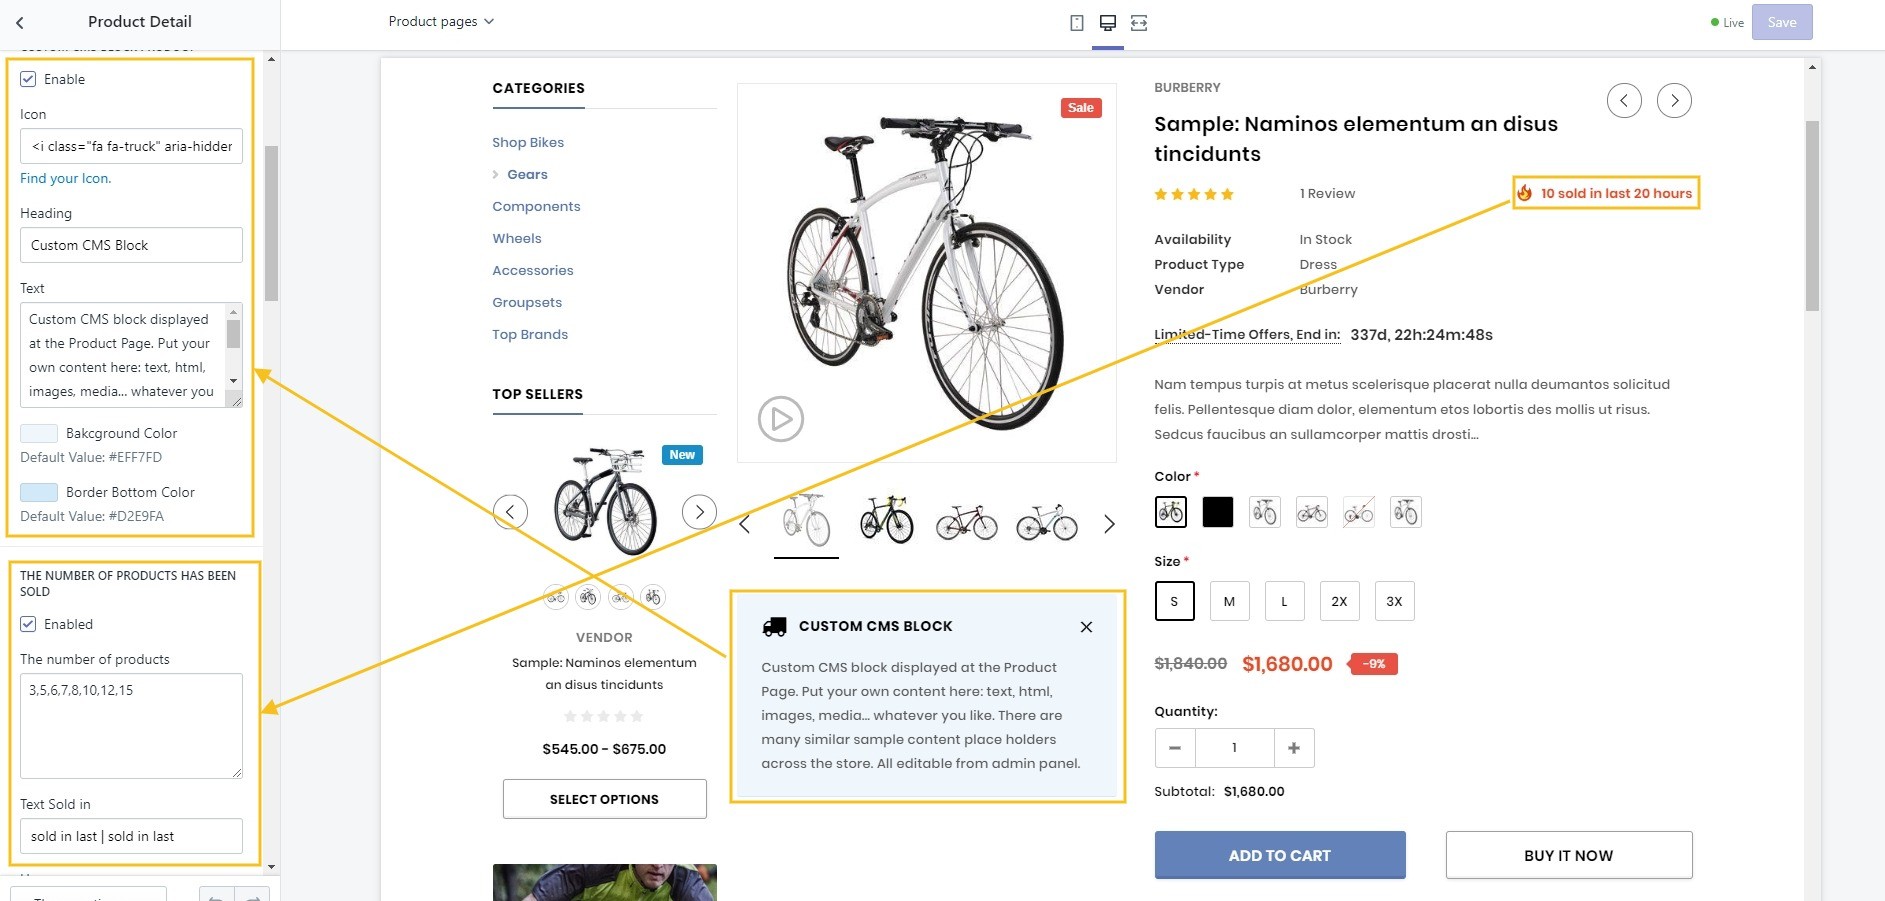 Product Detail
Product pages
Live
Save
Enable
Icon
<i class="fa fa-truck" aria-hidder
Find your Icon.
Heading
Custom CMS Block
Text
Custom CMS block displayed
at the Product Page. Put your
own content here: text, html,
images, media... whatever you
Bakcground Color
Default Value: #EFF7FD
Border Bottom Color
Default Value: #D2E9FA
THE NUMBER OF PRODUCTS HAS BEEN
SOLD
Enabled
The number of products
3,5,6,7,8,10,12,15
Text Sold in
sold in last | sold in last
CATEGORIES
Shop Bikes
Gears
Components
Wheels
Accessories
Groupsets
Top Brands
TOP SELLERS
New
VENDOR
Sample: Naminos elementum
an disus tincidunts
$545.00 - $675.00
SELECT OPTIONS
Sale
CUSTOM CMS BLOCK
Custom CMS block displayed at the Product
Page. Put your own content here: text, html,
images, media... whatever you like. There are
many similar sample content place holders
across the store. All editable from admin panel.
BURBERRY
Sample: Naminos elementum an disus
tincidunts
1 Review
10 sold in last 20 hours
Availability In Stock
Product Type Dress
Vendor Burberry
Limited-Time Offers, End in: 337d, 22h:24m:48s
Nam tempus turpis at metus scelerisque placerat nulla deumantos solicitud
felis. Pellentesque diam dolor, elementum etos lobortis des mollis ut risus.
Sedcus faucibus an sullamcorper mattis drosti...
Color *
Size *
S M L 2X 3X
$1,840.00 $1,680.00 -9%
Quantity:
− 1 +
Subtotal: $1,680.00
ADD TO CART
BUY IT NOW